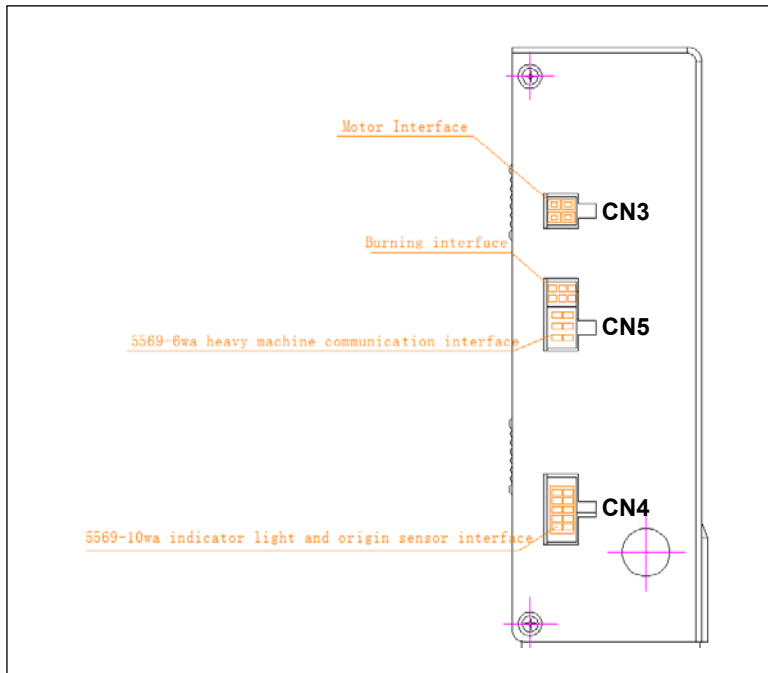 Motor Interface
CN3
Burning interface
CN5
5569-6wa heavy machine communication interface
CN4
5569-10wa indicator light and origin sensor interface